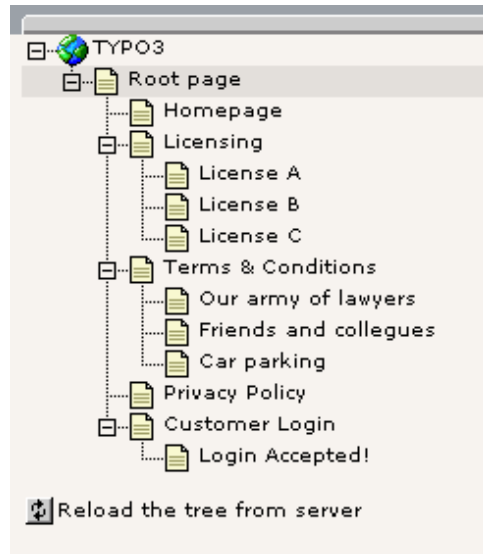 TYPO3
Root page
Homepage
Licensing
License A
License B
License C
Terms & Conditions
Our army of lawyers
Friends and collegues
Car parking
Privacy Policy
Customer Login
Login Accepted!
Reload the tree from server